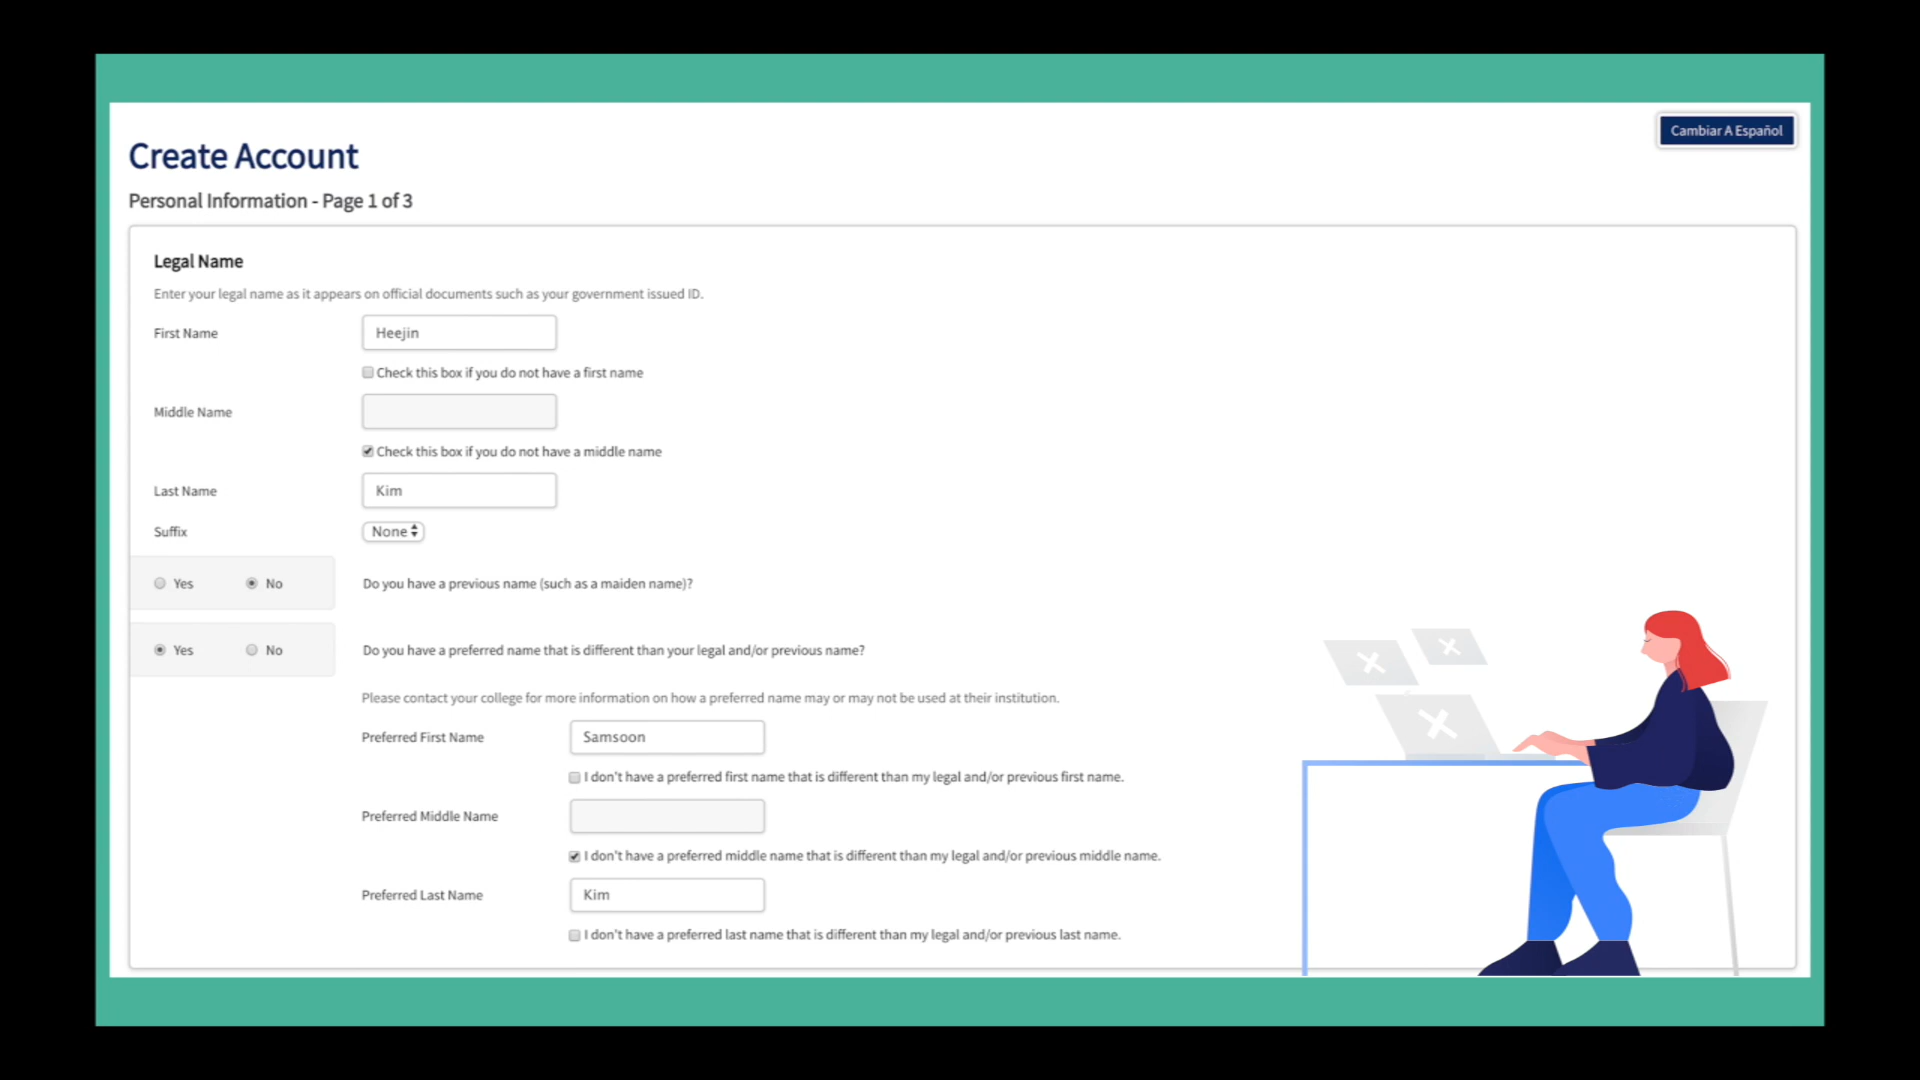 Cambiar A Español
Create Account
Personal Information - Page 1 of 3
Legal Name
Enter your legal name as it appears on official documents such as your government issued ID.
First Name Heejin
Check this box if you do not have a first name
Middle Name
Check this box if you do not have a middle name
Last Name Kim
Suffix None
Yes No Do you have a previous name (such as a maiden name)?
Yes No Do you have a preferred name that is different than your legal and/or previous name?
Please contact your college for more information on how a preferred name may or may not be used at their institution.
Preferred First Name Samsoon
I don't have a preferred first name that is different than my legal and/or previous first name.
Preferred Middle Name
I don't have a preferred middle name that is different than my legal and/or previous middle name.
Preferred Last Name Kim
I don't have a preferred last name that is different than my legal and/or previous last name.